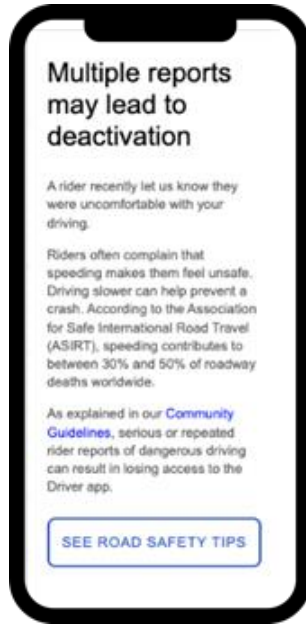 Multiple reports
may lead to
deactivation
A rider recently let us know they
were uncomfortable with your
driving.
Riders often complain that
speeding makes them feel unsafe.
Driving slower can help prevent a
crash. According to the Association
for Safe International Road Travel
(ASIRT), speeding contributes to
between 30% and 50% of roadway
deaths worldwide.
As explained in our Community
Guidelines, serious or repeated
rider reports of dangerous driving
can result in losing access to the
Driver app.
SEE ROAD SAFETY TIPS